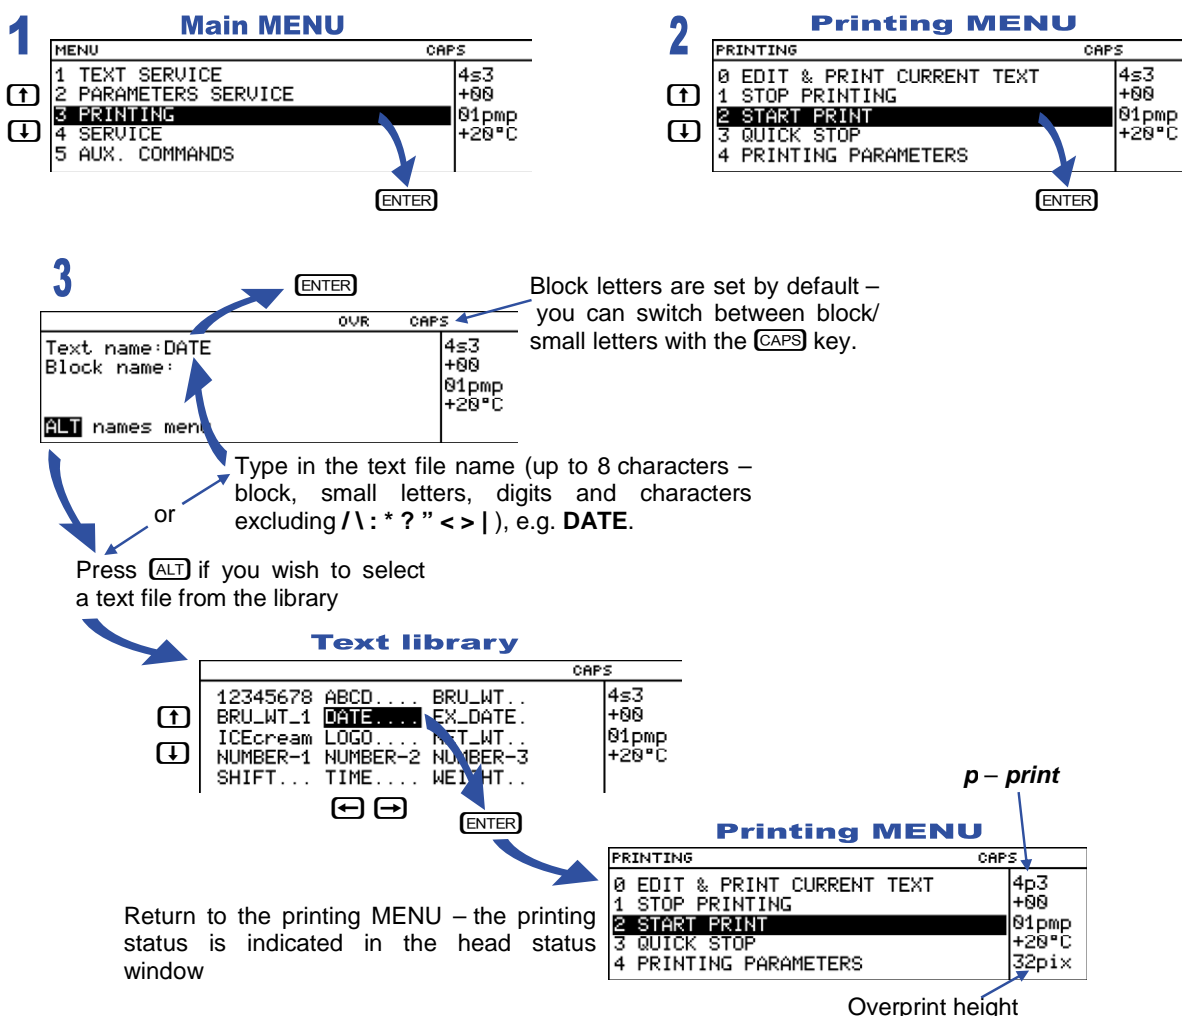 1
Main MENU
MENU CAPS
1 TEXT SERVICE 4s3
2 PARAMETERS SERVICE +00
3 PRINTING 01pmp
4 SERVICE +20°C
5 AUX. COMMANDS
ENTER
2
Printing MENU
PRINTING CAPS
0 EDIT & PRINT CURRENT TEXT 4s3
1 STOP PRINTING +00
2 START PRINT 01pmp
3 QUICK STOP +20°C
4 PRINTING PARAMETERS
ENTER
3
ENTER
Block letters are set by default –
you can switch between block/
small letters with the CAPS key.
OVR CAPS
Text name:DATE 4s3
Block name: +00
01pmp
+20°C
ALT names menu
Type in the text file name (up to 8 characters –
block, small letters, digits and characters
excluding / \ : * ? ” < > | ), e.g. DATE.
or
Press ALT if you wish to select
a text file from the library
Text library
CAPS
12345678 ABCD.... BRU_WT.. 4s3
BRU_WT_1 DATE.... EX_DATE. +00
ICEcream LOGO.... NET_WT.. 01pmp
NUMBER-1 NUMBER-2 NUMBER-3 +20°C
SHIFT... TIME.... WEIGHT..
ENTER
p – print
Printing MENU
PRINTING CAPS
0 EDIT & PRINT CURRENT TEXT 4p3
1 STOP PRINTING +00
2 START PRINT 01pmp
3 QUICK STOP +20°C
4 PRINTING PARAMETERS 32pix
Return to the printing MENU – the printing
status is indicated in the head status
window
Overprint height